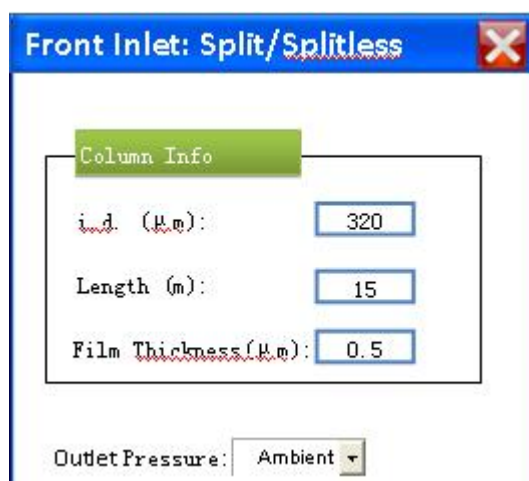 Front Inlet: Split/Splitless
Column Info
i.d. (μm): 320
Length (m): 15
Film Thickness(μm): 0.5
Outlet Pressure: Ambient